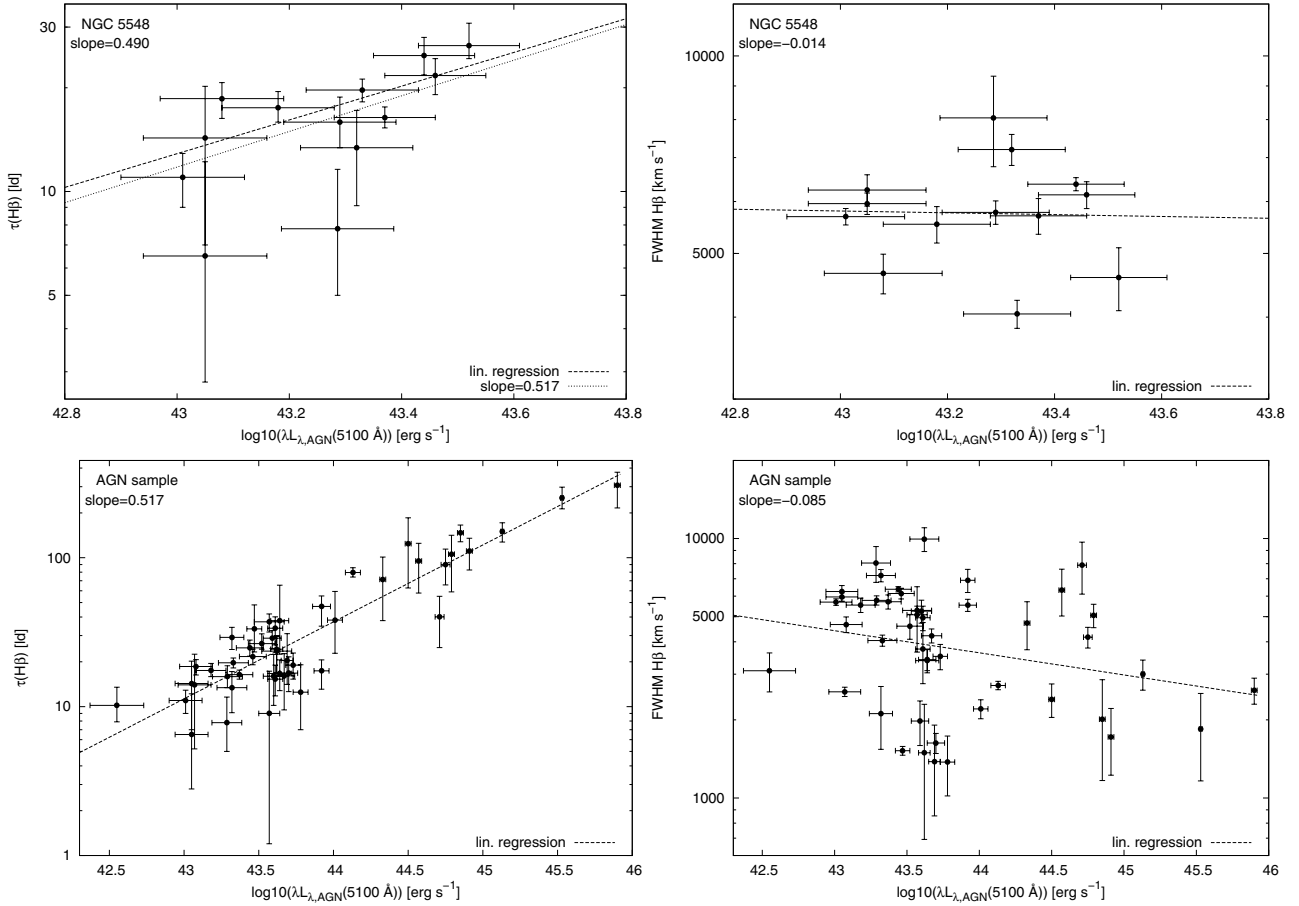 NGC 5548
slope=0.490
30
10
5
τ(Hβ) [ld]
lin. regression
slope=0.517
42.8 43 43.2 43.4 43.6 43.8
log10(λLλ,AGN(5100 Å)) [erg s⁻¹]
NGC 5548
slope=−0.014
10000
5000
FWHM Hβ [km s⁻¹]
lin. regression
42.8 43 43.2 43.4 43.6 43.8
log10(λLλ,AGN(5100 Å)) [erg s⁻¹]
AGN sample
slope=0.517
100
10
1
τ(Hβ) [ld]
lin. regression
42.5 43 43.5 44 44.5 45 45.5 46
log10(λLλ,AGN(5100 Å)) [erg s⁻¹]
AGN sample
slope=−0.085
10000
5000
1000
FWHM Hβ [km s⁻¹]
lin. regression
42.5 43 43.5 44 44.5 45 45.5 46
log10(λLλ,AGN(5100 Å)) [erg s⁻¹]